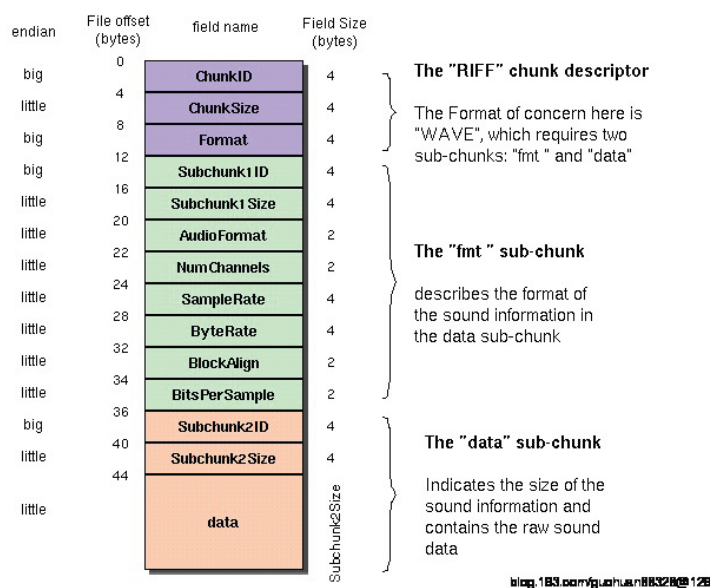 endian File offset (bytes) field name Field Size (bytes)
0
big ChunkID 4
4
little ChunkSize 4
8
big Format 4
12
big Subchunk1ID 4
16
little Subchunk1Size 4
20
little AudioFormat 2
22
little NumChannels 2
24
little SampleRate 4
28
little ByteRate 4
32
little BlockAlign 2
34
little BitsPerSample 2
36
big Subchunk2ID 4
40
little Subchunk2Size 4
44
little data Subchunk2Size
The "RIFF" chunk descriptor
The Format of concern here is
"WAVE", which requires two
sub-chunks: "fmt " and "data"
The "fmt " sub-chunk
describes the format of
the sound information in
the data sub-chunk
The "data" sub-chunk
Indicates the size of the
sound information and
contains the raw sound
data